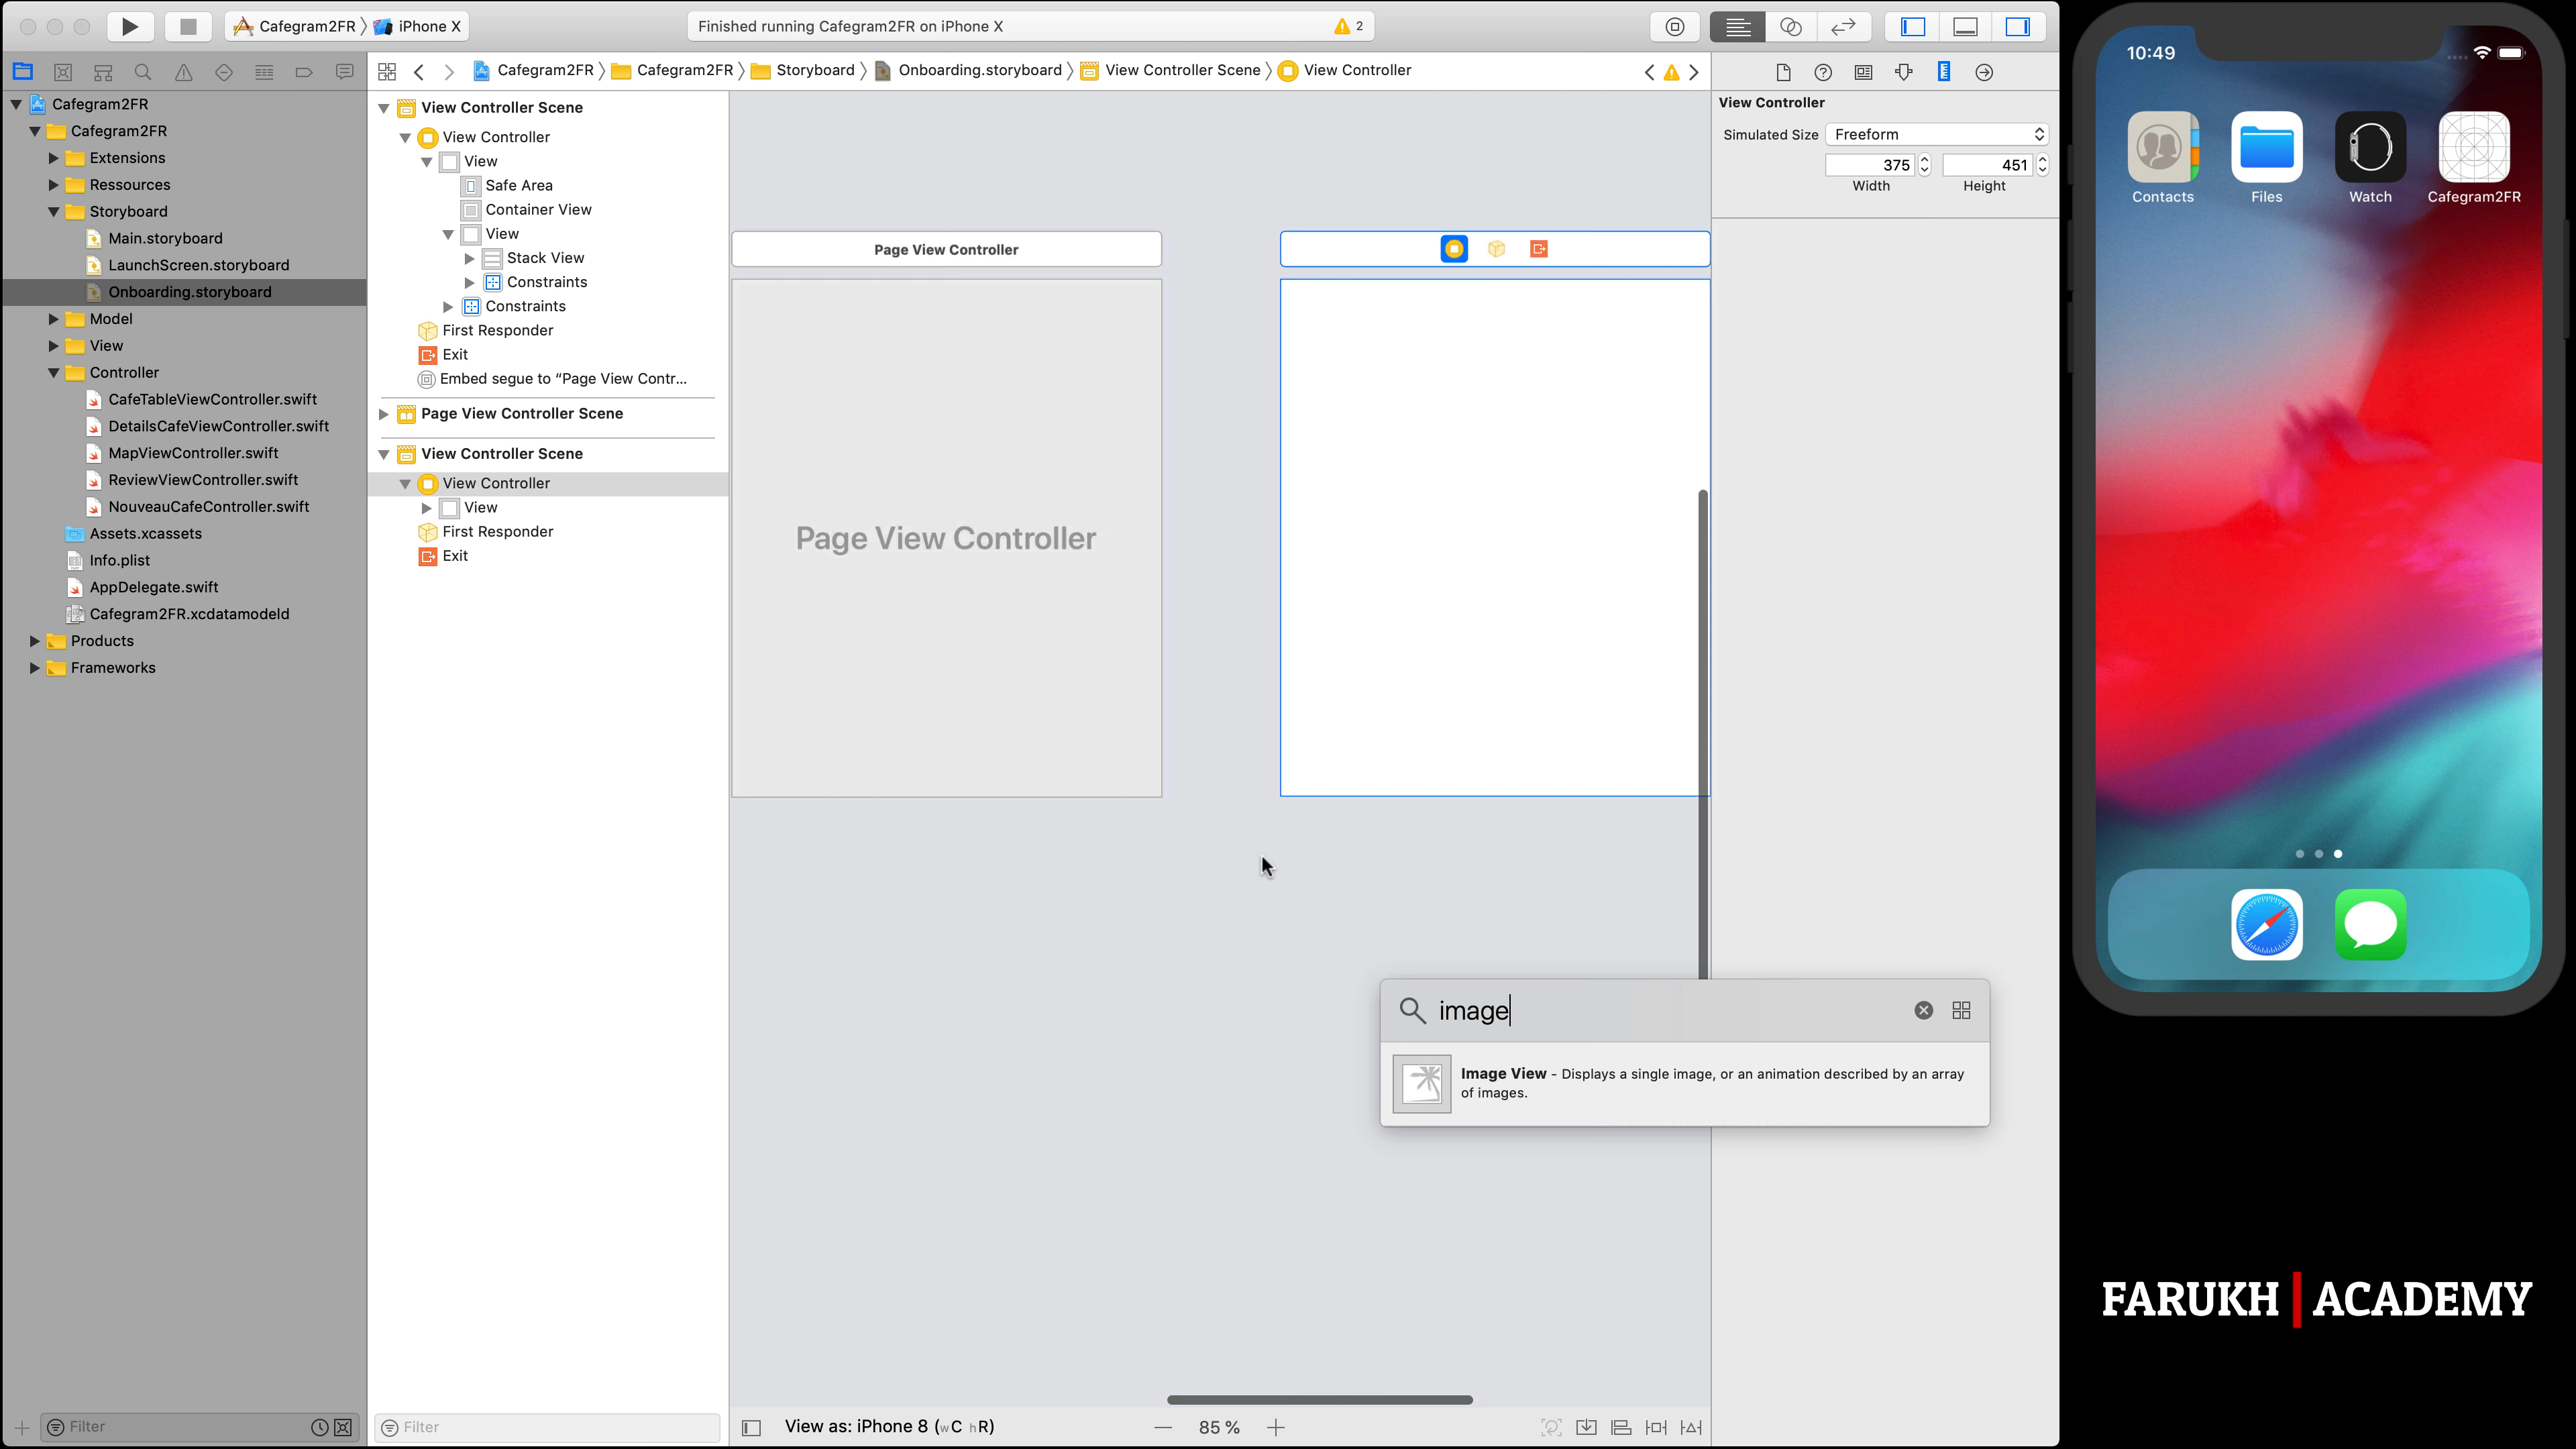 Cafegram2FR
iPhone X
Finished running Cafegram2FR on iPhone X
2
Cafegram2FR
Cafegram2FR
Storyboard
Onboarding.storyboard
View Controller Scene
View Controller
Cafegram2FR
Cafegram2FR
Extensions
Ressources
Storyboard
Main.storyboard
LaunchScreen.storyboard
Onboarding.storyboard
Model
View
Controller
CafeTableViewController.swift
DetailsCafeViewController.swift
MapViewController.swift
ReviewViewController.swift
NouveauCafeController.swift
Assets.xcassets
Info.plist
AppDelegate.swift
Cafegram2FR.xcdatamodeld
Products
Frameworks
Filter
View Controller Scene
View Controller
View
Safe Area
Container View
View
Stack View
Constraints
Constraints
First Responder
Exit
Embed segue to “Page View Contr...
Page View Controller Scene
View Controller Scene
View Controller
View
First Responder
Exit
Filter
Page View Controller
Page View Controller
View as: iPhone 8 (wC hR)
85 %
image
Image View - Displays a single image, or an animation described by an array
of images.
View Controller
Simulated Size
Freeform
375
451
Width
Height
10:49
Contacts
Files
Watch
Cafegram2FR
FARUKH | ACADEMY